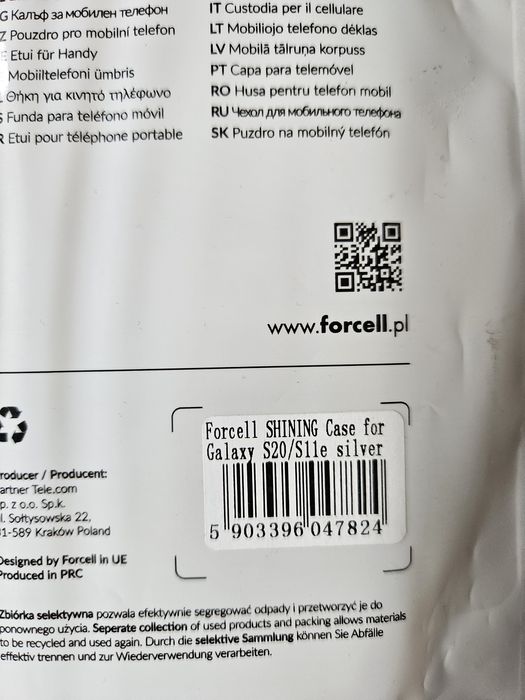 G Калъф за мобилен телефон
Z Pouzdro pro mobilní telefon
E Etui für Handy
Mobiiltelefoni ümbris
Θήκη για κινητό τηλέφωνο
S Funda para teléfono móvil
R Etui pour téléphone portable
IT Custodia per il cellulare
LT Mobiliojo telefono dėklas
LV Mobilā tālruņa korpuss
PT Capa para telemóvel
RO Husa pentru telefon mobil
RU Чехол для мобильного телефона
SK Puzdro na mobilný telefón
www.forcell.pl
Forcell SHINING Case for
Galaxy S20/S11e silver
5 903396 047824
roducer / Producent:
artner Tele.com
p. z o.o. Sp.k.
l. Sołtysowska 22,
31-589 Kraków Poland
Designed by Forcell in UE
Produced in PRC
Zbiórka selektywna pozwala efektywnie segregować odpady i przetworzyć je do
ponownego użycia. Seperate collection of used products and packing allows materials
to be recycled and used again. Durch die selektive Sammlung können Sie Abfälle
effektiv trennen und zur Wiederverwendung verarbeiten.